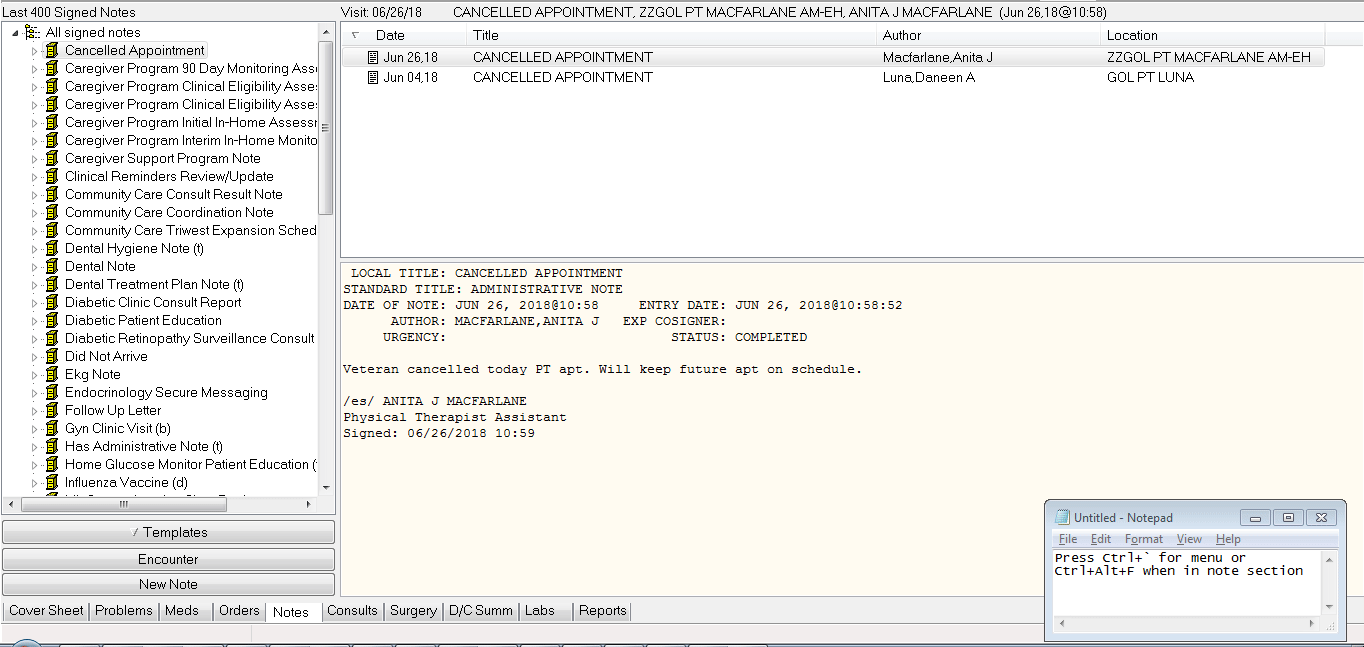 Last 400 Signed Notes
Visit: 06/26/18 CANCELLED APPOINTMENT, ZZGOL PT MACFARLANE AM-EH, ANITA J MACFARLANE (Jun 26,18@10:58)
All signed notes
Cancelled Appointment
Caregiver Program 90 Day Monitoring Asse
Caregiver Program Clinical Eligibility Asses
Caregiver Program Clinical Eligibility Asses
Caregiver Program Initial In-Home Assessm
Caregiver Program Interim In-Home Monito
Caregiver Support Program Note
Clinical Reminders Review/Update
Community Care Consult Result Note
Community Care Coordination Note
Community Care Triwest Expansion Sched
Dental Hygiene Note (t)
Dental Note
Dental Treatment Plan Note (t)
Diabetic Clinic Consult Report
Diabetic Patient Education
Diabetic Retinopathy Surveillance Consult
Did Not Arrive
Ekg Note
Endocrinology Secure Messaging
Follow Up Letter
Gyn Clinic Visit (b)
Has Administrative Note (t)
Home Glucose Monitor Patient Education (
Influenza Vaccine (d)
Templates
Encounter
New Note
Date Title Author Location
Jun 26,18 CANCELLED APPOINTMENT Macfarlane,Anita J ZZGOL PT MACFARLANE AM-EH
Jun 04,18 CANCELLED APPOINTMENT Luna,Daneen A GOL PT LUNA
LOCAL TITLE: CANCELLED APPOINTMENT
STANDARD TITLE: ADMINISTRATIVE NOTE
DATE OF NOTE: JUN 26, 2018@10:58 ENTRY DATE: JUN 26, 2018@10:58:52
AUTHOR: MACFARLANE,ANITA J EXP COSIGNER:
URGENCY: STATUS: COMPLETED
Veteran cancelled today PT apt. Will keep future apt on schedule.
/es/ ANITA J MACFARLANE
Physical Therapist Assistant
Signed: 06/26/2018 10:59
Untitled - Notepad
File Edit Format View Help
Press Ctrl+` for menu or
Ctrl+Alt+F when in note section
Cover Sheet Problems Meds Orders Notes Consults Surgery D/C Summ Labs Reports